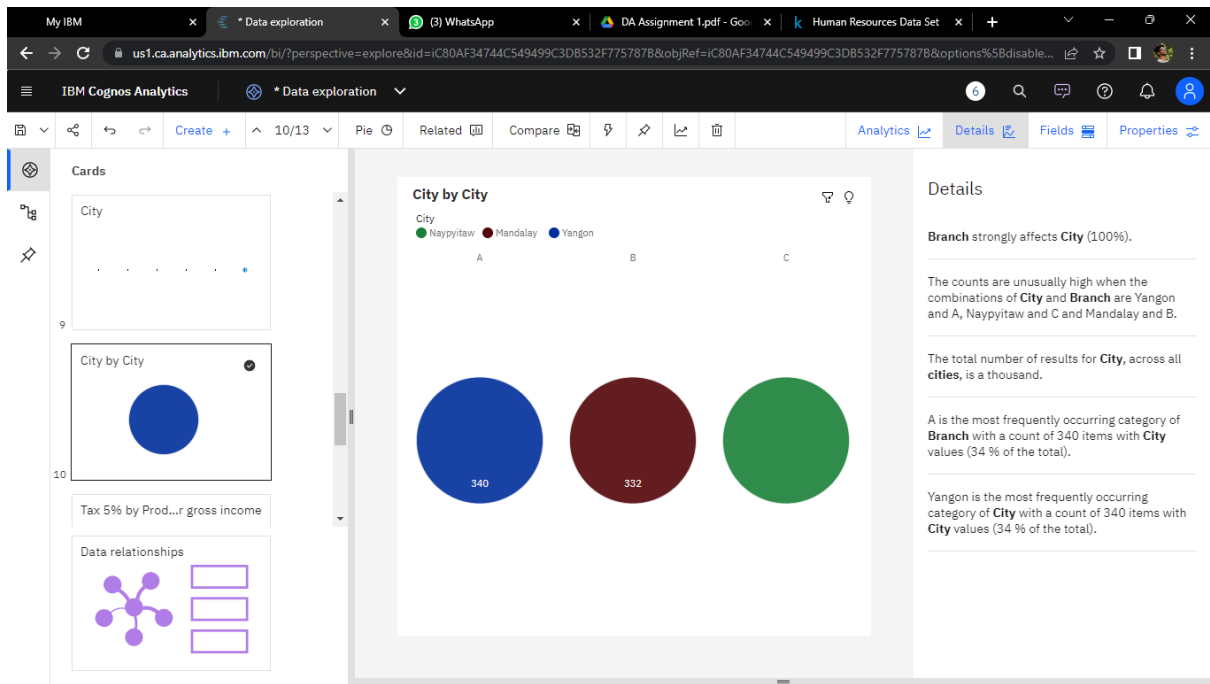 My IBM
* Data exploration
(3) WhatsApp
DA Assignment 1.pdf - Goo
Human Resources Data Set
us1.ca.analytics.ibm.com/bi/?perspective=explore&id=iC80AF34744C549499C3DB532F775787B&objRef=iC80AF34744C549499C3DB532F775787B&options%5Bdisable...
IBM Cognos Analytics
* Data exploration
6
Create +
10/13
Pie
Related
Compare
Analytics
Details
Fields
Properties
Cards
City
9
City by City
10
Tax 5% by Prod...r gross income
Data relationships
City by City
City
Naypyitaw Mandalay Yangon
A B C
340 332
Details
Branch strongly affects City (100%).
The counts are unusually high when the
combinations of City and Branch are Yangon
and A, Naypyitaw and C and Mandalay and B.
The total number of results for City, across all
cities, is a thousand.
A is the most frequently occurring category of
Branch with a count of 340 items with City
values (34 % of the total).
Yangon is the most frequently occurring
category of City with a count of 340 items with
City values (34 % of the total).